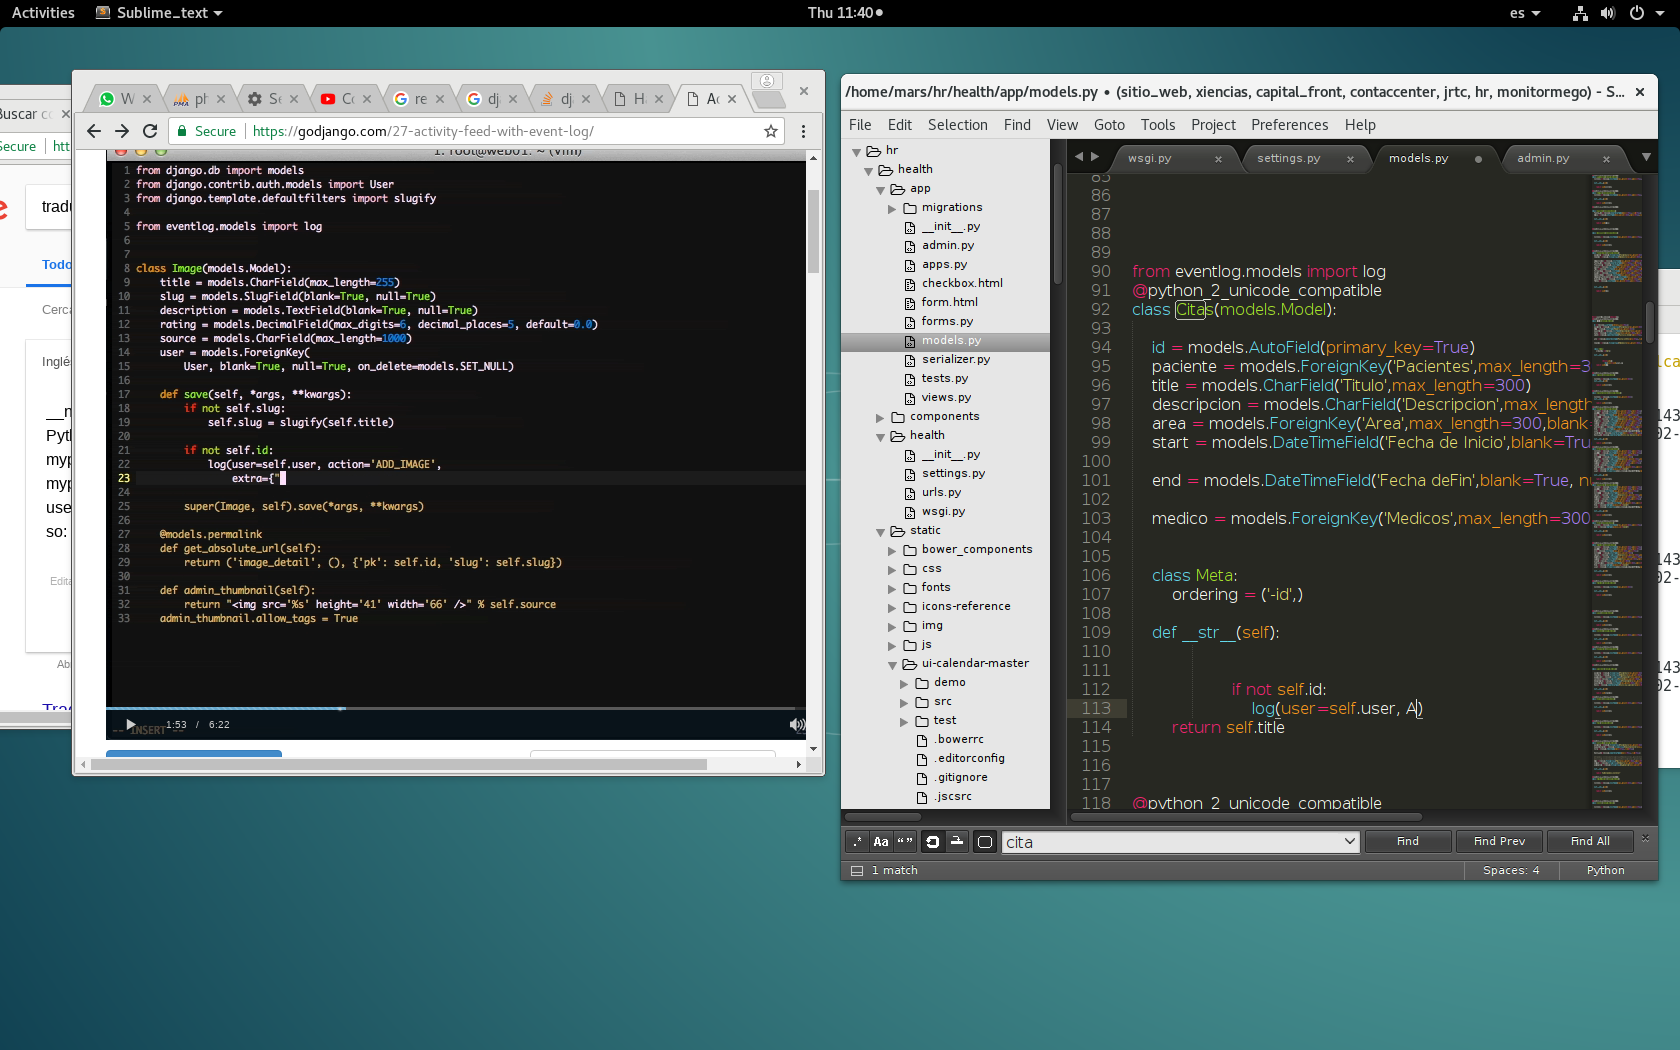 Activities
Sublime_text
Thu 11:40
es
Buscar
Secure
Todo
Cerca
Inglés
Pyth
myp
myp
use
so:
Edita
W
ph
Se
Co
re
dj
dj
H
Ac
Secure
https://godjango.com/27-activity-feed-with-event-log/
1. root@web01: ~ (vim)
1 from django.db import models
2 from django.contrib.auth.models import User
3 from django.template.defaultfilters import slugify
4
5 from eventlog.models import log
6
7
8 class Image(models.Model):
9 title = models.CharField(max_length=255)
10 slug = models.SlugField(blank=True, null=True)
11 description = models.TextField(blank=True, null=True)
12 rating = models.DecimalField(max_digits=6, decimal_places=5, default=0.0)
13 source = models.CharField(max_length=1000)
14 user = models.ForeignKey(
15 User, blank=True, null=True, on_delete=models.SET_NULL)
16
17 def save(self, *args, **kwargs):
18 if not self.slug:
19 self.slug = slugify(self.title)
20
21 if not self.id:
22 log(user=self.user, action='ADD_IMAGE',
23 extra={"
24
25 super(Image, self).save(*args, **kwargs)
26
27 @models.permalink
28 def get_absolute_url(self):
29 return ('image_detail', (), {'pk': self.id, 'slug': self.slug})
30
31 def admin_thumbnail(self):
32 return "<img src='%s' height='41' width='66' />" % self.source
33 admin_thumbnail.allow_tags = True
-- INSERT --
1:53 / 6:22
/home/mars/hr/health/app/models.py • (sitio_web, xiencias, capital_front, contaccenter, jrtc, hr, monitormego) - S...
File Edit Selection Find View Goto Tools Project Preferences Help
hr
health
app
migrations
__init__.py
admin.py
apps.py
checkbox.html
form.html
forms.py
models.py
serializer.py
tests.py
views.py
components
health
__init__.py
settings.py
urls.py
wsgi.py
static
bower_components
css
fonts
icons-reference
img
js
ui-calendar-master
demo
src
test
.bowerrc
.editorconfig
.gitignore
.jscsrc
wsgi.py
settings.py
models.py
admin.py
85
86
87
88
89
90 from eventlog.models import log
91 @python_2_unicode_compatible
92 class Citas(models.Model):
93
94 id = models.AutoField(primary_key=True)
95 paciente = models.ForeignKey('Pacientes',max_length=3
96 title = models.CharField('Titulo',max_length=300)
97 descripcion = models.CharField('Descripcion',max_length
98 area = models.ForeignKey('Area',max_length=300,blank
99 start = models.DateTimeField('Fecha de Inicio',blank=Tru
100
101 end = models.DateTimeField('Fecha deFin',blank=True, nu
102
103 medico = models.ForeignKey('Medicos',max_length=300
104
105
106 class Meta:
107 ordering = ('-id',)
108
109 def __str__(self):
110
111
112 if not self.id:
113 log(user=self.user, A)
114 return self.title
115
116
117
118 @python_2_unicode_compatible
.* Aa “” cita Find Find Prev Find All
1 match
Spaces: 4
Python